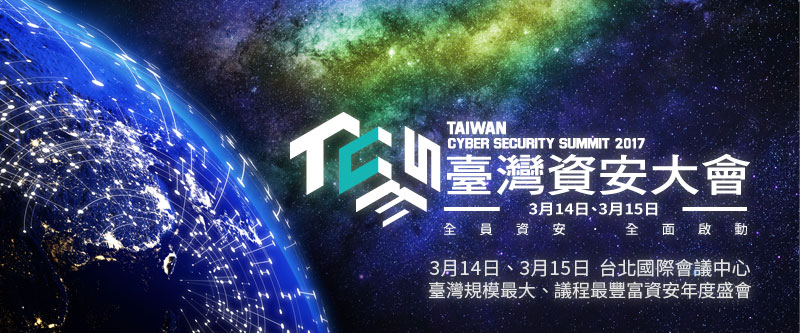 TCSS
TAIWAN
CYBER SECURITY SUMMIT 2017
臺灣資安大會
3月14日、3月15日
全員資安．全面啟動
3月14日、3月15日 台北國際會議中心
臺灣規模最大、議程最豐富資安年度盛會